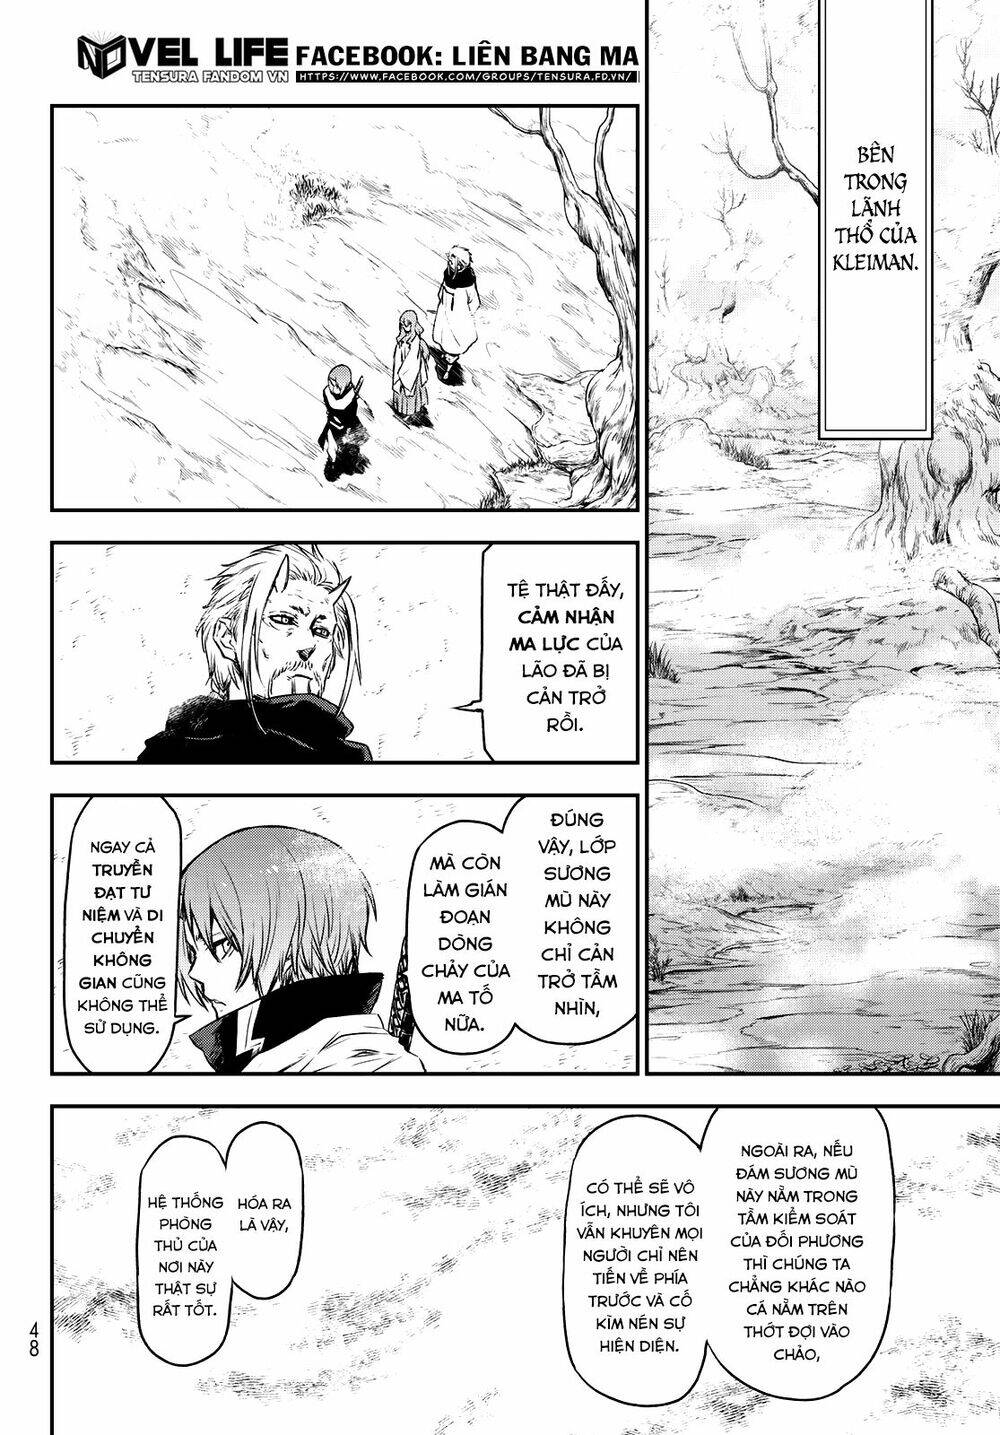 NOVEL LIFE
TENSURA FANDOM VN
FACEBOOK: LIÊN BANG MA
HTTPS://WWW.FACEBOOK.COM/GROUPS/TENSURA.FD.VN/
BÊN
TRONG
LÃNH
THỔ CỦA
KLEIMAN.
TỆ THẬT ĐẤY,
CẢM NHẬN
MA LỰC CỦA
LÃO ĐÃ BỊ
CẢN TRỞ
RỒI.
ĐÚNG
VẬY, LỚP
SƯƠNG
MÙ NÀY
KHÔNG
CHỈ CẢN
TRỞ TẦM
NHÌN,
MÀ CÒN
LÀM GIÁN
ĐOẠN
DÒNG
CHẢY CỦA
MA TỐ
NỮA.
NGAY CẢ
TRUYỀN
ĐẠT TƯ
NIỆM VÀ DI
CHUYỂN
KHÔNG
GIAN CŨNG
KHÔNG THỂ
SỬ DỤNG.
NGOÀI RA, NẾU
ĐÁM SƯƠNG MÙ
NÀY NẰM TRONG
TẦM KIỂM SOÁT
CỦA ĐỐI PHƯƠNG
THÌ CHÚNG TA
CHẲNG KHÁC NÀO
CÁ NẰM TRÊN
THỚT ĐỢI VÀO
CHẢO,
CÓ THỂ SẼ VÔ
ÍCH, NHƯNG TÔI
VẪN KHUYÊN MỌI
NGƯỜI CHỈ NÊN
TIẾN VỀ PHÍA
TRƯỚC VÀ CỐ
KÌM NÉN SỰ
HIỆN DIỆN.
HÓA RA
LÀ VẬY,
HỆ THỐNG
PHÒNG
THỦ CỦA
NƠI NÀY
THẬT SỰ
RẤT TỐT.
48